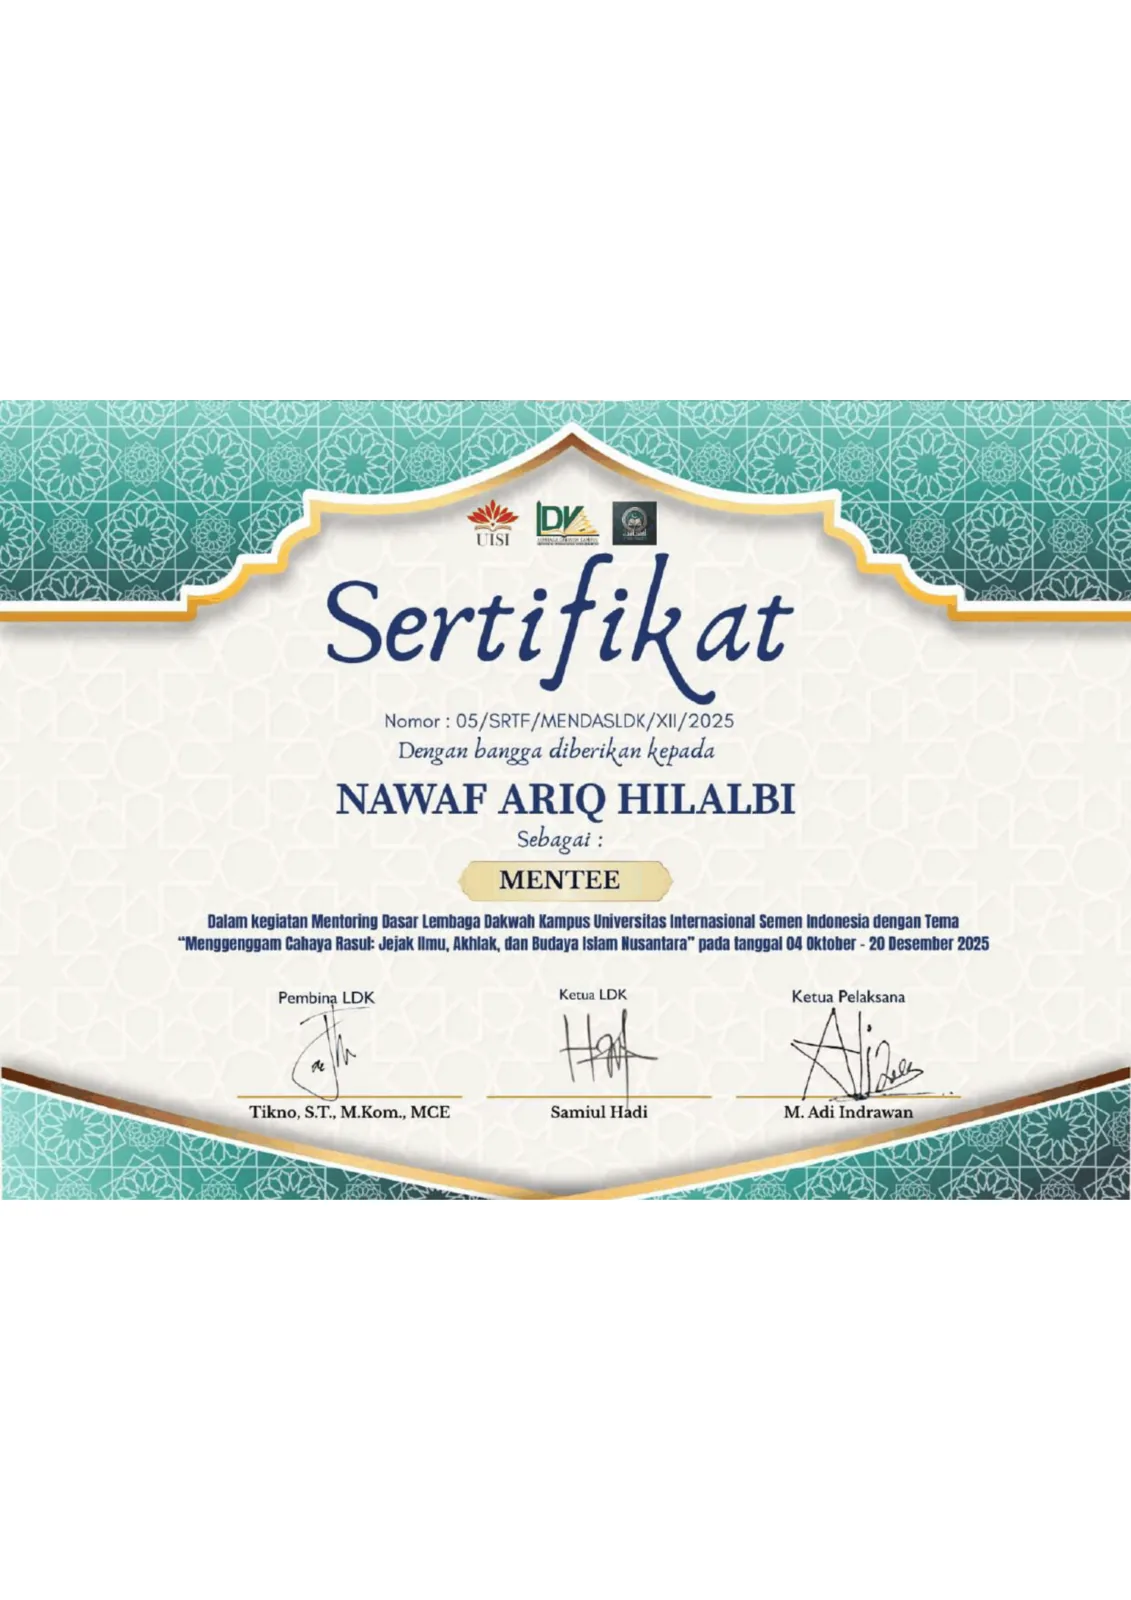 UISI
LDK
Sertifikat
Nomor : 05/SRTF/MENDASLDK/XII/2025
Dengan bangga diberikan kepada
NAWAF ARIQ HILALBI
Sebagai :
MENTEE
Dalam kegiatan Mentoring Dasar Lembaga Dakwah Kampus Universitas Internasional Semen Indonesia dengan Tema
“Menggenggam Cahaya Rasul: Jejak Ilmu, Akhlak, dan Budaya Islam Nusantara” pada tanggal 04 Oktober - 20 Desember 2025
Pembina LDK
Ketua LDK
Ketua Pelaksana
Tikno, S.T., M.Kom., MCE
Samiul Hadi
M. Adi Indrawan